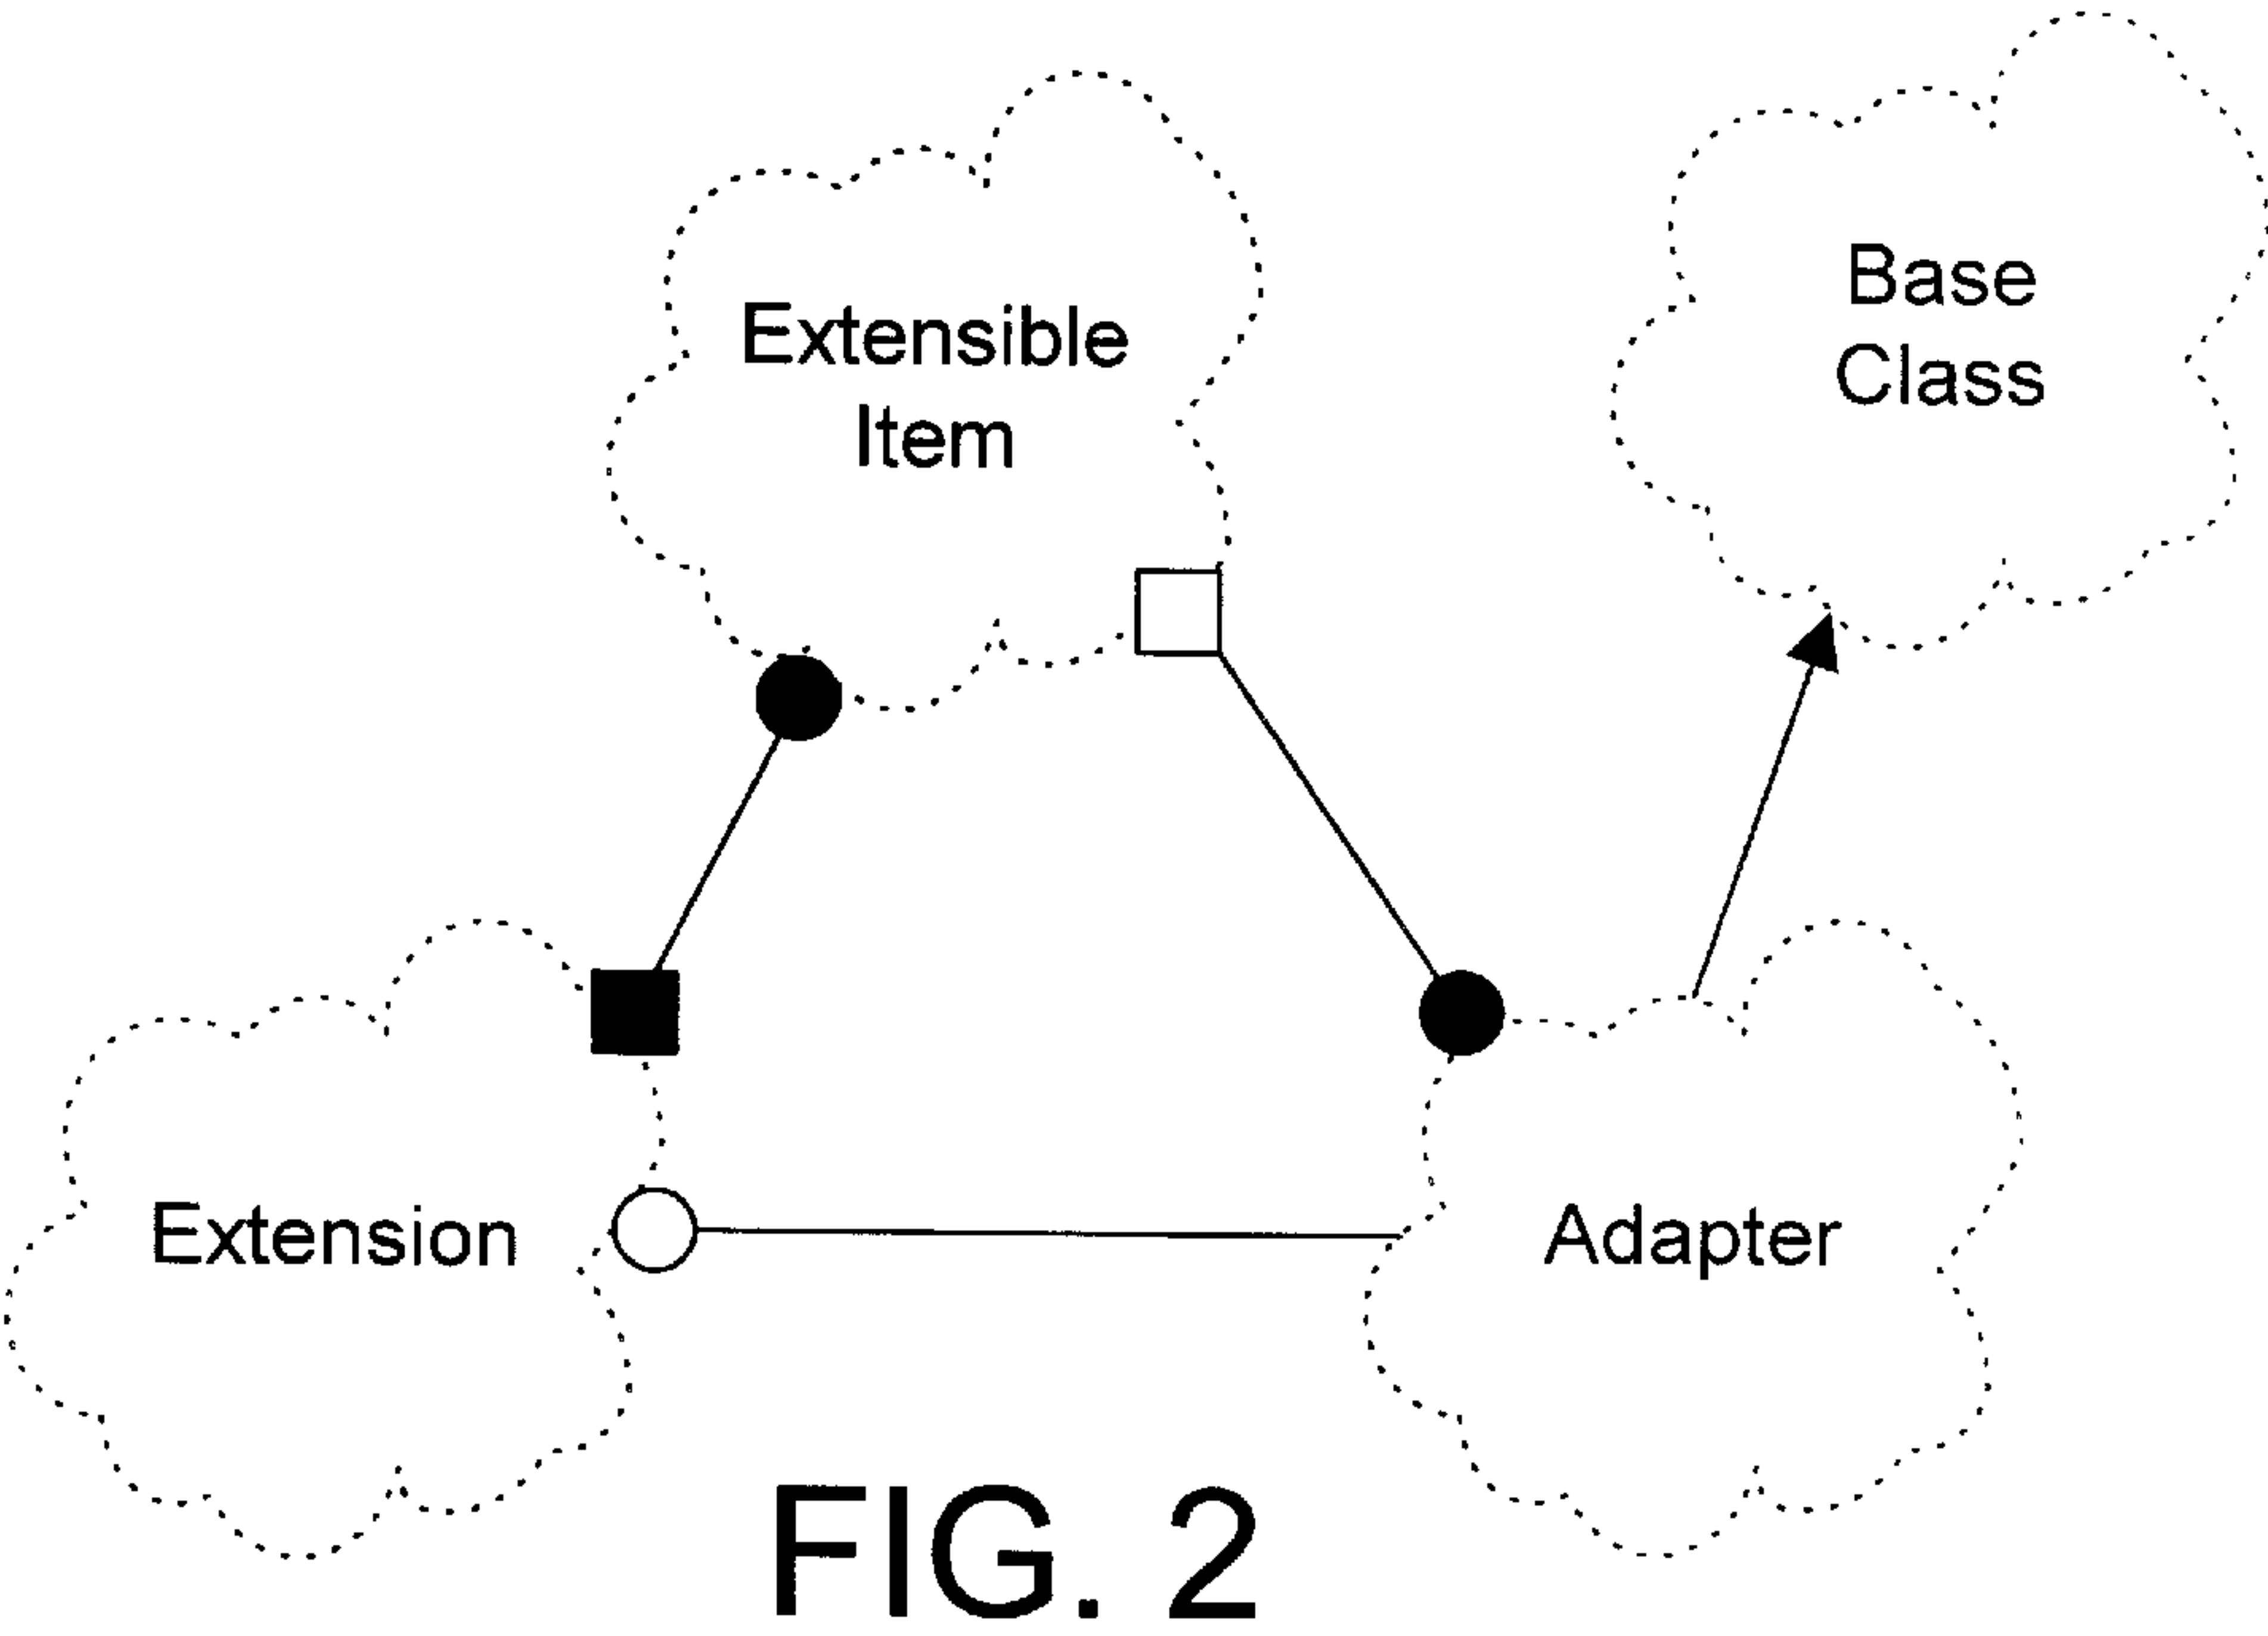 Base
Class
Extensible
Item
Extension
Adapter
FIG. 2